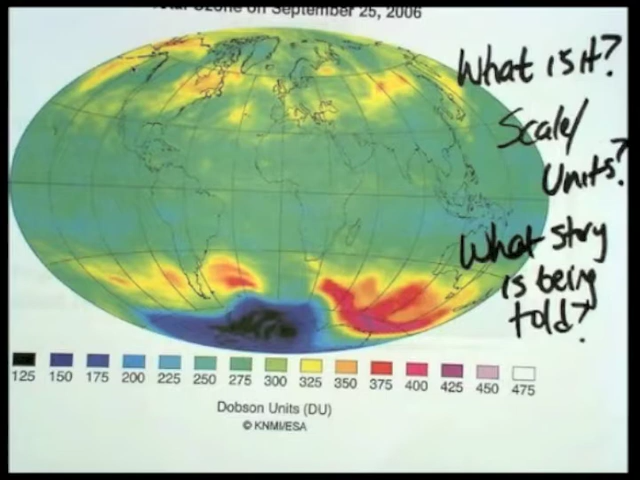 Total Ozone on September 25, 2006
What is it?
Scale/
Units?
What stry
is being
told?
125 150 175 200 225 250 275 300 325 350 375 400 425 450 475
Dobson Units (DU)
© KNMI/ESA